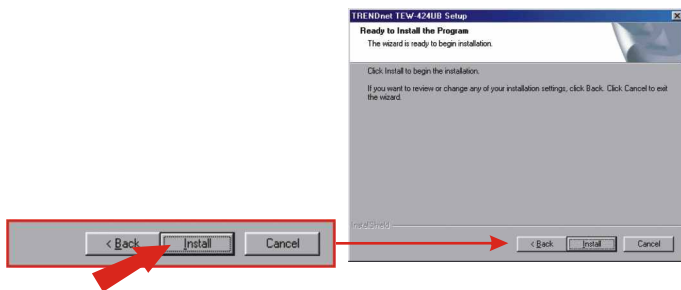 TRENDnet TEW-424UB Setup
Ready to Install the Program
The wizard is ready to begin installation.
Click Install to begin the installation.
If you want to review or change any of your installation settings, click Back. Click Cancel to exit
the wizard.
InstallShield
< Back Install Cancel
< Back Install Cancel